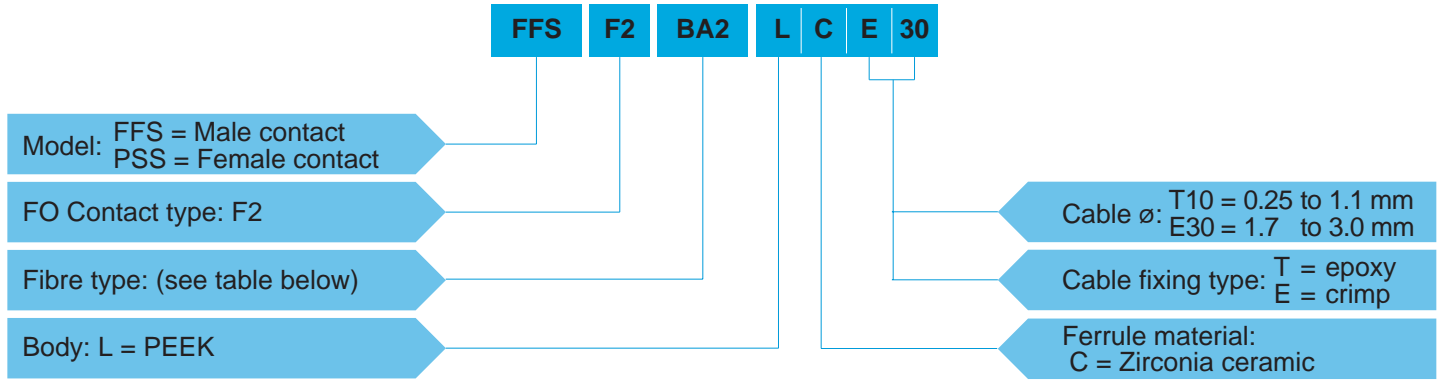 FFS F2 BA2 L C E 30
Model: FFS = Male contact
PSS = Female contact
FO Contact type: F2
Fibre type: (see table below)
Body: L = PEEK
Cable ø: T10 = 0.25 to 1.1 mm
E30 = 1.7 to 3.0 mm
Cable fixing type: T = epoxy
E = crimp
Ferrule material:
C = Zirconia ceramic